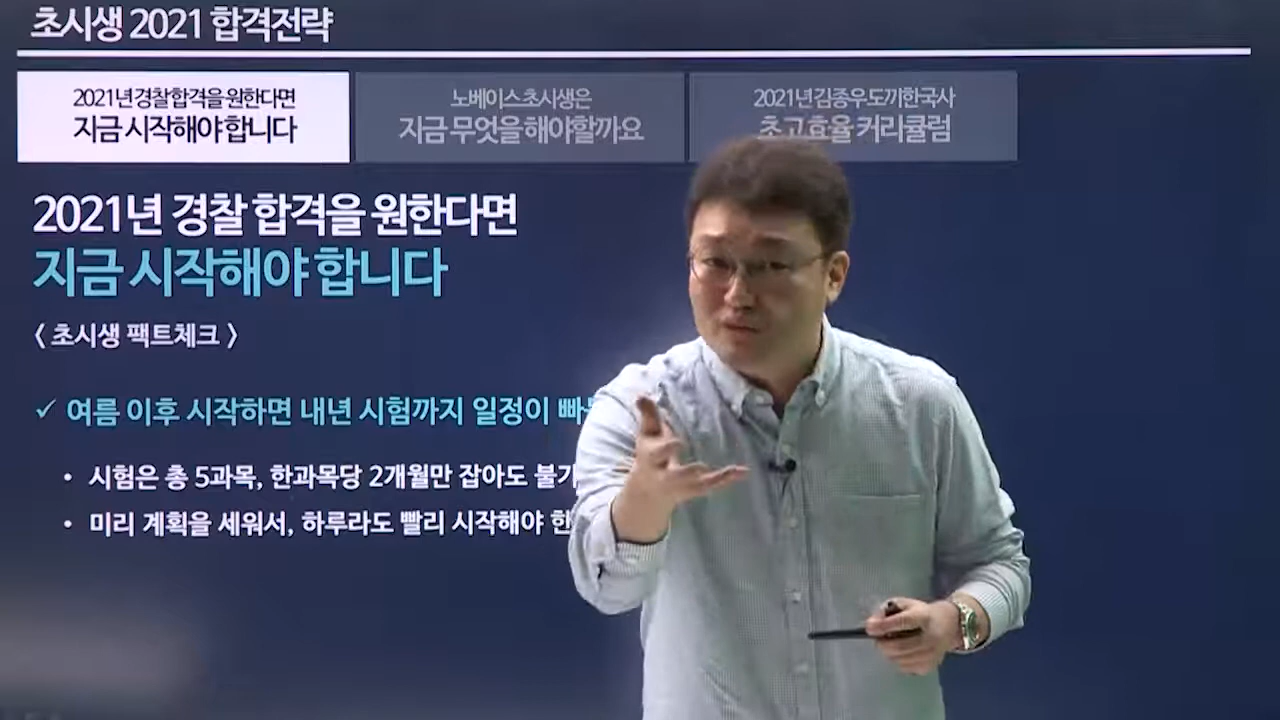 초시생 2021 합격전략
2021년 경찰 합격을 원한다면
지금 시작해야 합니다
노베이스 초시생은
지금 무엇을 해야할까요
2021년 김종우 도끼한국사
초고효율 커리큘럼
2021년 경찰 합격을 원한다면
지금 시작해야 합니다
< 초시생 팩트체크 >
✓ 여름 이후 시작하면 내년 시험까지 일정이
• 시험은 총 5과목, 한과목당 2개월만 잡아도
• 미리 계획을 세워서, 하루라도 빨리 시작해야